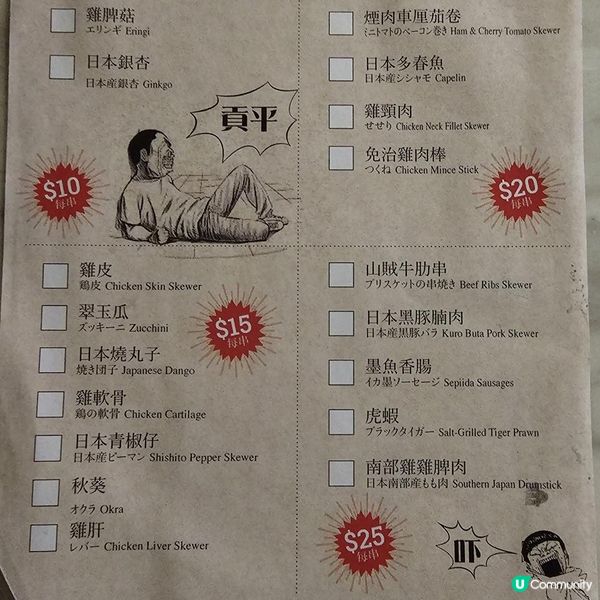 雞脾菇
エリンギ Eringi
日本銀杏
日本産銀杏 Ginkgo
貢平
$10
每串
煙肉車厘茄卷
ミニトマトのベーコン巻き Ham & Cherry Tomato Skewer
日本多春魚
日本産シシャモ Capelin
雞頸肉
せせり Chicken Neck Fillet Skewer
免治雞肉棒
つくね Chicken Mince Stick
$20
每串
雞皮
鶏皮 Chicken Skin Skewer
翠玉瓜
ズッキーニ Zucchini
日本燒丸子
焼き団子 Japanese Dango
雞軟骨
鶏の軟骨 Chicken Cartilage
日本青椒仔
日本産ピーマン Shishito Pepper Skewer
秋葵
オクラ Okra
雞肝
レバー Chicken Liver Skewer
$15
每串
山賊牛肋串
ブリスケットの串焼き Beef Ribs Skewer
日本黑豚腩肉
日本産黒豚バラ Kuro Buta Pork Skewer
墨魚香腸
イカ墨ソーセージ Sepiida Sausages
虎蝦
ブラックタイガー Salt-Grilled Tiger Prawn
南部雞雞脾肉
日本南部産もも肉 Southern Japan Drumstick
$25
每串
吓
U Community